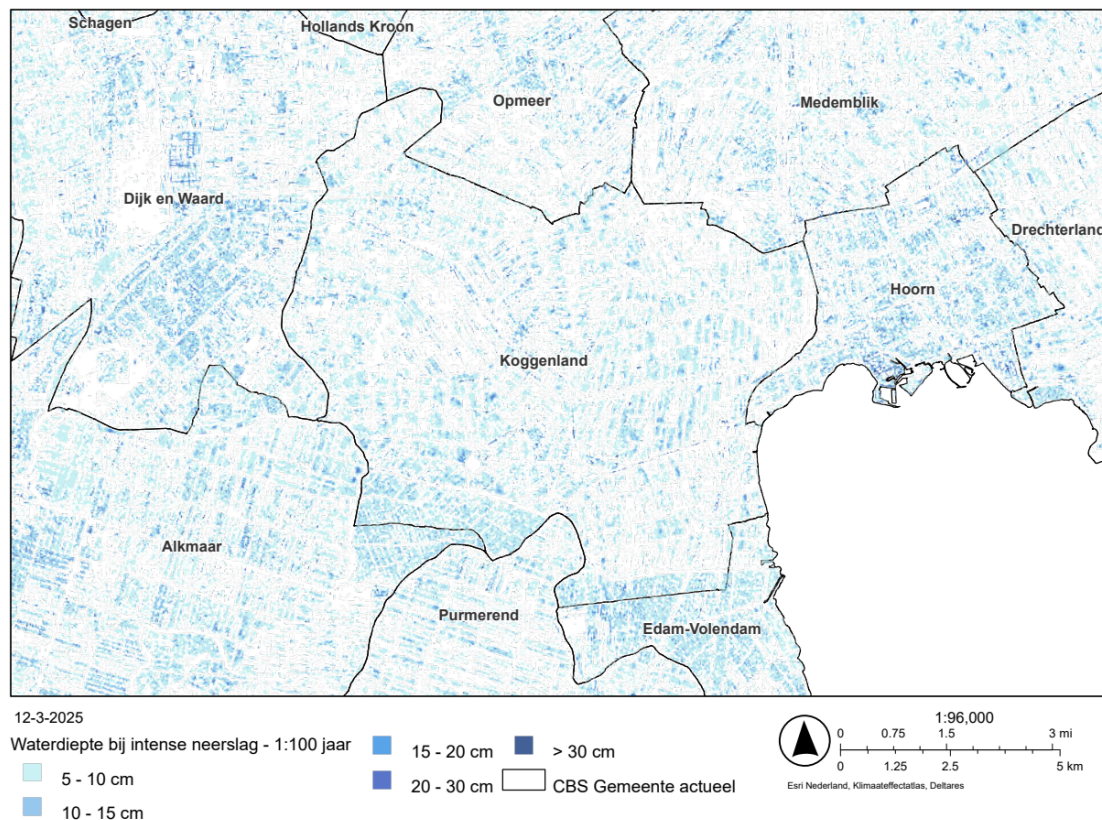 Schagen
Hollands Kroon
Opmeer
Medemblik
Dijk en Waard
Drechterland
Hoorn
Koggenland
Alkmaar
Purmerend
Edam-Volendam
12-3-2025
Waterdiepte bij intense neerslag - 1:100 jaar
5 - 10 cm
10 - 15 cm
15 - 20 cm
20 - 30 cm
> 30 cm
CBS Gemeente actueel
1:96,000
0 0.75 1.5 3 mi
0 1.25 2.5 5 km
Esri Nederland, Klimaateffectatlas, Deltares